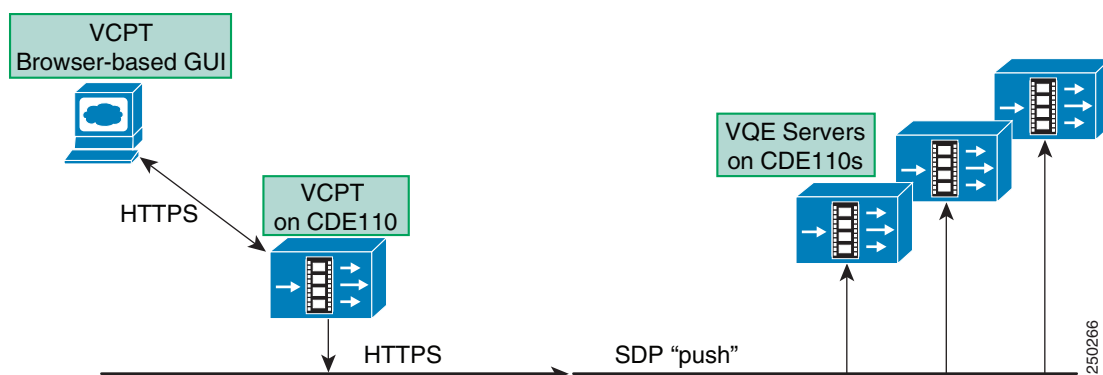 VCPT
Browser-based GUI
VQE Servers
on CDE110s
HTTPS
VCPT
on CDE110
HTTPS
SDP “push”
250266